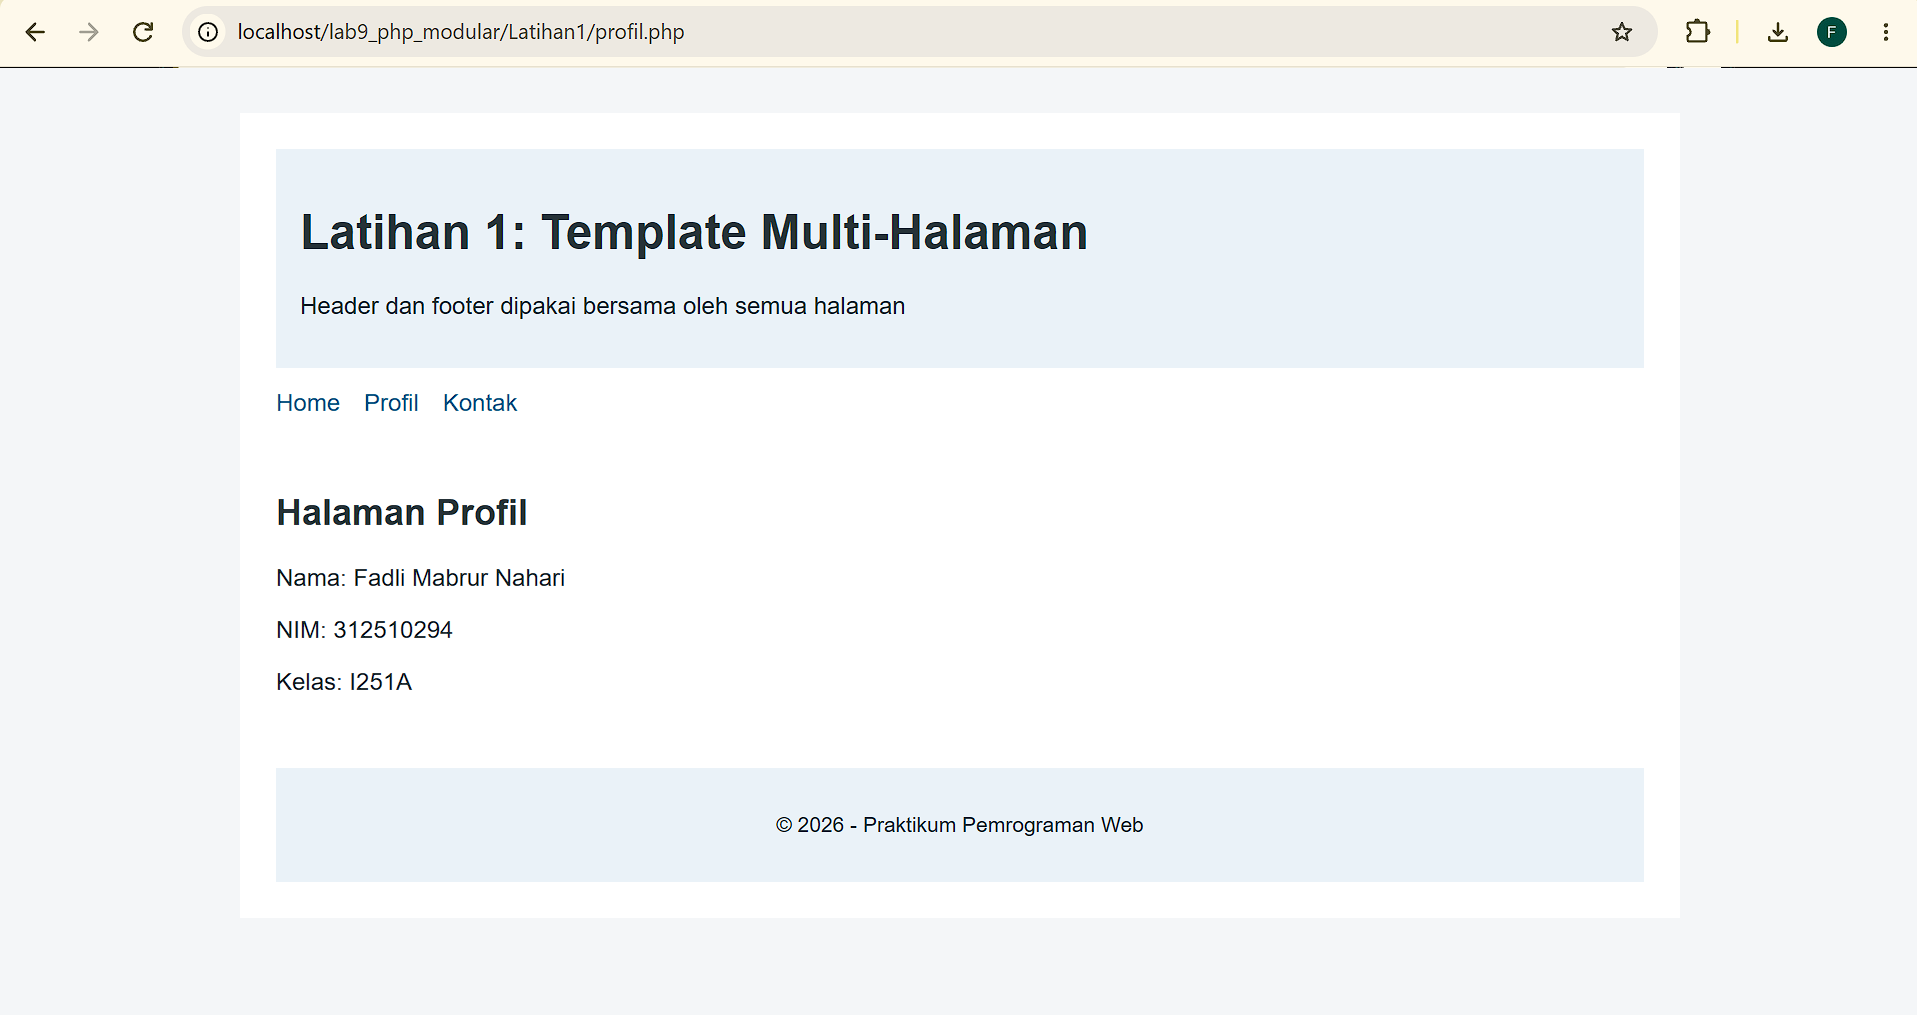 localhost/lab9_php_modular/Latihan1/profil.php
F
Latihan 1: Template Multi-Halaman
Header dan footer dipakai bersama oleh semua halaman
Home Profil Kontak
Halaman Profil
Nama: Fadli Mabrur Nahari
NIM: 312510294
Kelas: I251A
© 2026 - Praktikum Pemrograman Web